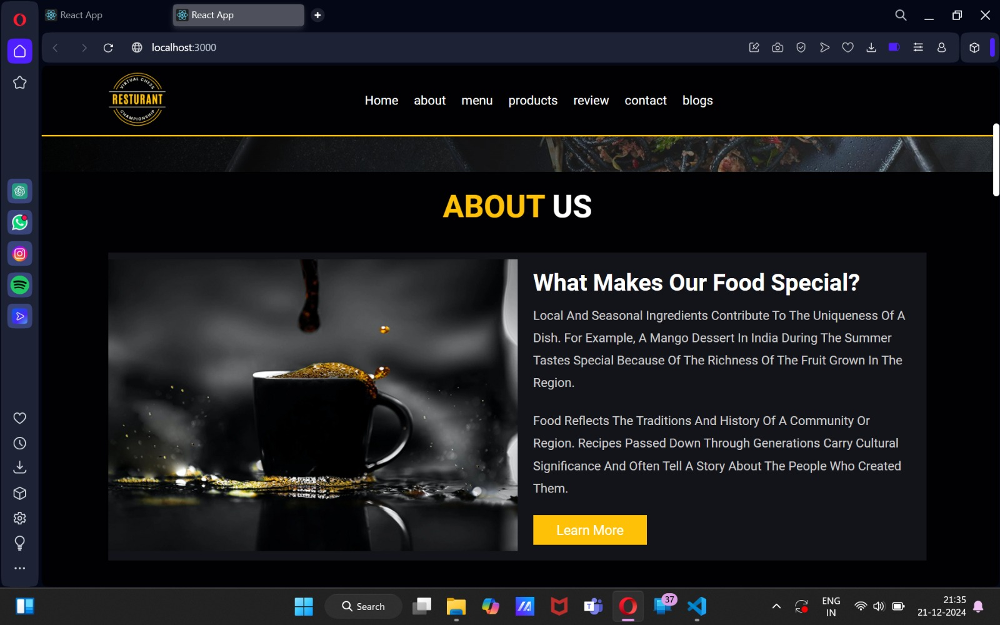 React App
React App
localhost:3000
VIRTUAL CHESS
RESTURANT
CHAMPIONSHIP
Home about menu products review contact blogs
ABOUT US
What Makes Our Food Special?
Local And Seasonal Ingredients Contribute To The Uniqueness Of A
Dish. For Example, A Mango Dessert In India During The Summer
Tastes Special Because Of The Richness Of The Fruit Grown In The
Region.
Food Reflects The Traditions And History Of A Community Or
Region. Recipes Passed Down Through Generations Carry Cultural
Significance And Often Tell A Story About The People Who Created
Them.
Learn More
Search
T
37
ENG
IN
21:35
21-12-2024